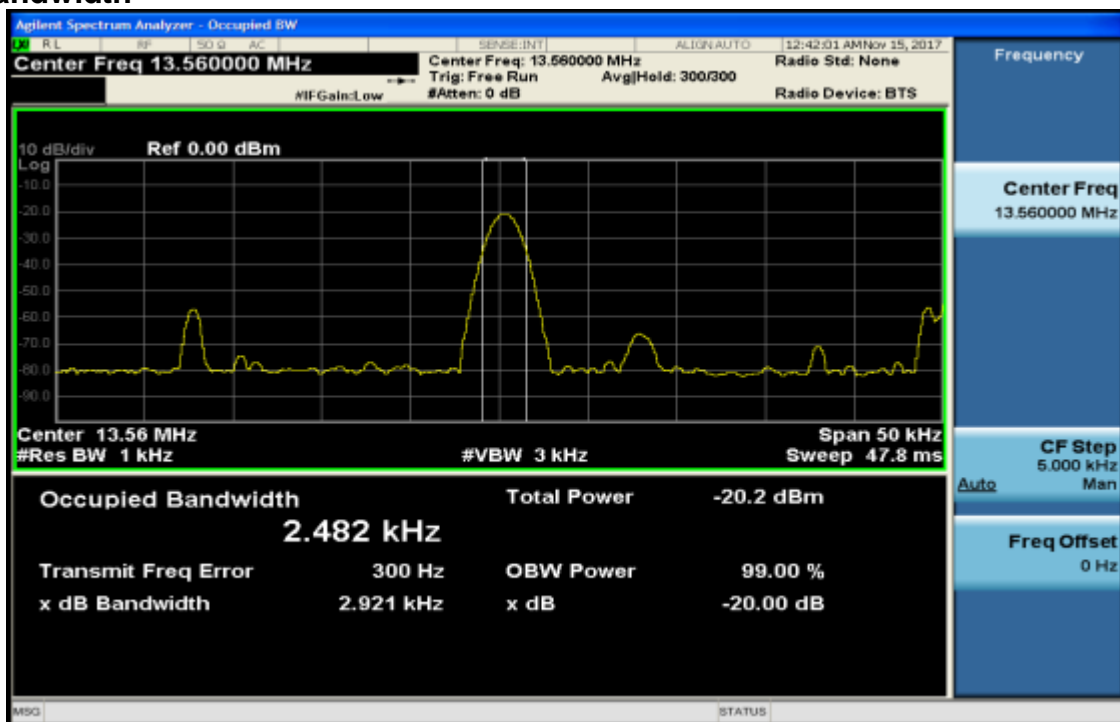 Agilent Spectrum Analyzer - Occupied BW
RL RF 50 Ω AC SENSE:INT ALIGN AUTO 12:42:01 AM Nov 15, 2017
Center Freq 13.560000 MHz
Center Freq: 13.560000 MHz Radio Std: None
Trig: Free Run Avg|Hold: 300/300
#IFGain:Low #Atten: 0 dB Radio Device: BTS
Frequency
10 dB/div Ref 0.00 dBm
Log
-10.0
-20.0
-30.0
-40.0
-50.0
-60.0
-70.0
-80.0
-90.0
Center 13.56 MHz Span 50 kHz
#Res BW 1 kHz #VBW 3 kHz Sweep 47.8 ms
Occupied Bandwidth Total Power -20.2 dBm
2.482 kHz
Transmit Freq Error 300 Hz OBW Power 99.00 %
x dB Bandwidth 2.921 kHz x dB -20.00 dB
Center Freq
13.560000 MHz
CF Step
5.000 kHz
Auto Man
Freq Offset
0 Hz
MSG STATUS